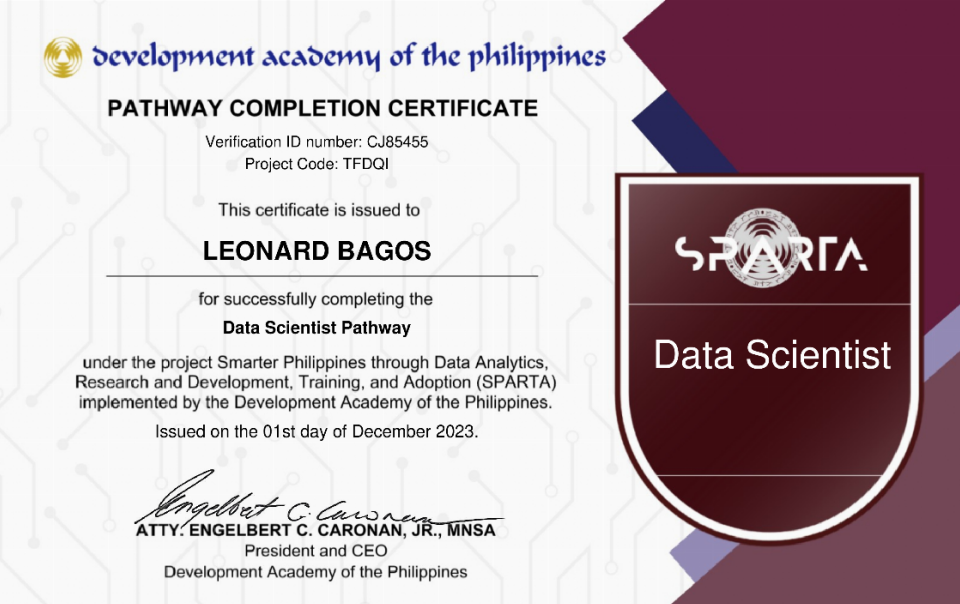 development academy of the philippines
PATHWAY COMPLETION CERTIFICATE
Verification ID number: CJ85455
Project Code: TFDQI
This certificate is issued to
LEONARD BAGOS
for successfully completing the
Data Scientist Pathway
under the project Smarter Philippines through Data Analytics,
Research and Development, Training, and Adoption (SPARTA)
implemented by the Development Academy of the Philippines.
Issued on the 01st day of December 2023.
Engelbert C. Caronan
ATTY. ENGELBERT C. CARONAN, JR., MNSA
President and CEO
Development Academy of the Philippines
SPARTA
Data Scientist